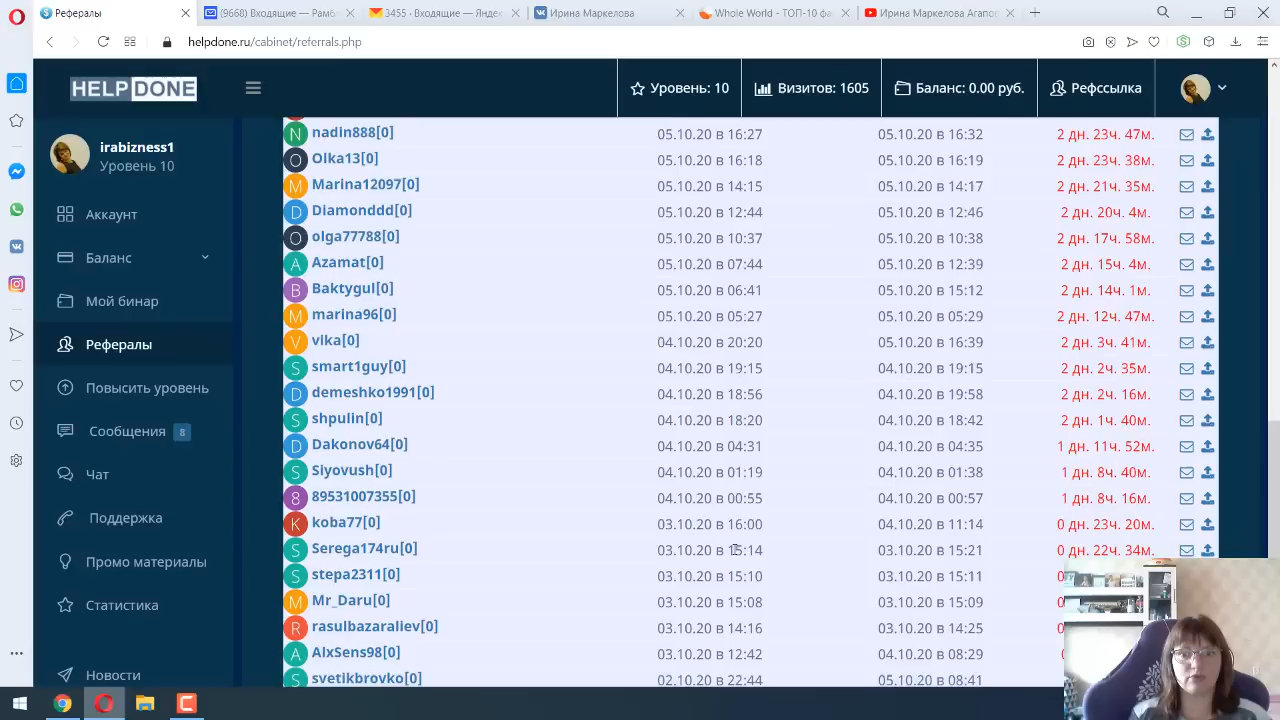 Рефералы
(9668) Входящие — Рамбл
3455 · Входящие — Яндекс
Ирина Маркелова
Whole World - ТОП-10 фа
Ирина Маркелова Агапо
helpdone.ru/cabinet/referrals.php
HELP DONE
Уровень: 10
Визитов: 1605
Баланс: 0.00 руб.
Рефссылка
irabizness1
Уровень 10
Аккаунт
Баланс
Мой бинар
Рефералы
Повысить уровень
Сообщения 8
Чат
Поддержка
Промо материалы
Статистика
Новости
N nadin888[0] 05.10.20 в 16:27 05.10.20 в 16:32 2 дн. 23ч. 47м.
O Olka13[0] 05.10.20 в 16:18 05.10.20 в 16:19 2 дн. 23ч. 38м.
M Marina12097[0] 05.10.20 в 14:15 05.10.20 в 14:17 2 дн. 21ч. 35м.
D Diamonddd[0] 05.10.20 в 12:44 05.10.20 в 12:46 2 дн. 20ч. 4м.
O olga77788[0] 05.10.20 в 10:37 05.10.20 в 10:38 2 дн. 17ч. 58м.
A Azamat[0] 05.10.20 в 07:44 05.10.20 в 12:39 2 дн. 15ч. 4м.
B Baktygul[0] 05.10.20 в 06:41 05.10.20 в 15:12 2 дн. 14ч. 1м.
M marina96[0] 05.10.20 в 05:27 05.10.20 в 05:29 2 дн. 12ч. 47м.
V vika[0] 04.10.20 в 20:20 05.10.20 в 16:39 2 дн. 3ч. 41м.
S smart1guy[0] 04.10.20 в 19:15 04.10.20 в 19:15 2 дн. 2ч. 35м.
D demeshko1991[0] 04.10.20 в 18:56 04.10.20 в 19:58 2 дн. 2ч. 16м.
S shpulin[0] 04.10.20 в 18:20 04.10.20 в 18:42 2 дн. 1ч. 40м.
D Dakonov64[0] 04.10.20 в 04:31 04.10.20 в 04:35 1 дн. 11ч. 52м.
S Siyovush[0] 04.10.20 в 01:19 04.10.20 в 01:38 1 дн. 8ч. 40м.
8 89531007355[0] 04.10.20 в 00:55 04.10.20 в 00:57 1 дн. 8ч. 16м.
K koba77[0] 03.10.20 в 16:00 04.10.20 в 11:14 0 дн. 23ч. 20м.
S Serega174ru[0] 03.10.20 в 15:14 03.10.20 в 15:21 0 дн. 22ч. 34м.
S stepa2311[0] 03.10.20 в 15:10 03.10.20 в 15:11
M Mr_Daru[0] 03.10.20 в 15:08 03.10.20 в 15:09
R rasulbazaraliev[0] 03.10.20 в 14:16 03.10.20 в 14:25
A AlxSens98[0] 03.10.20 в 12:42 04.10.20 в 08:29
S svetikbrovko[0] 02.10.20 в 22:44 05.10.20 в 08:41